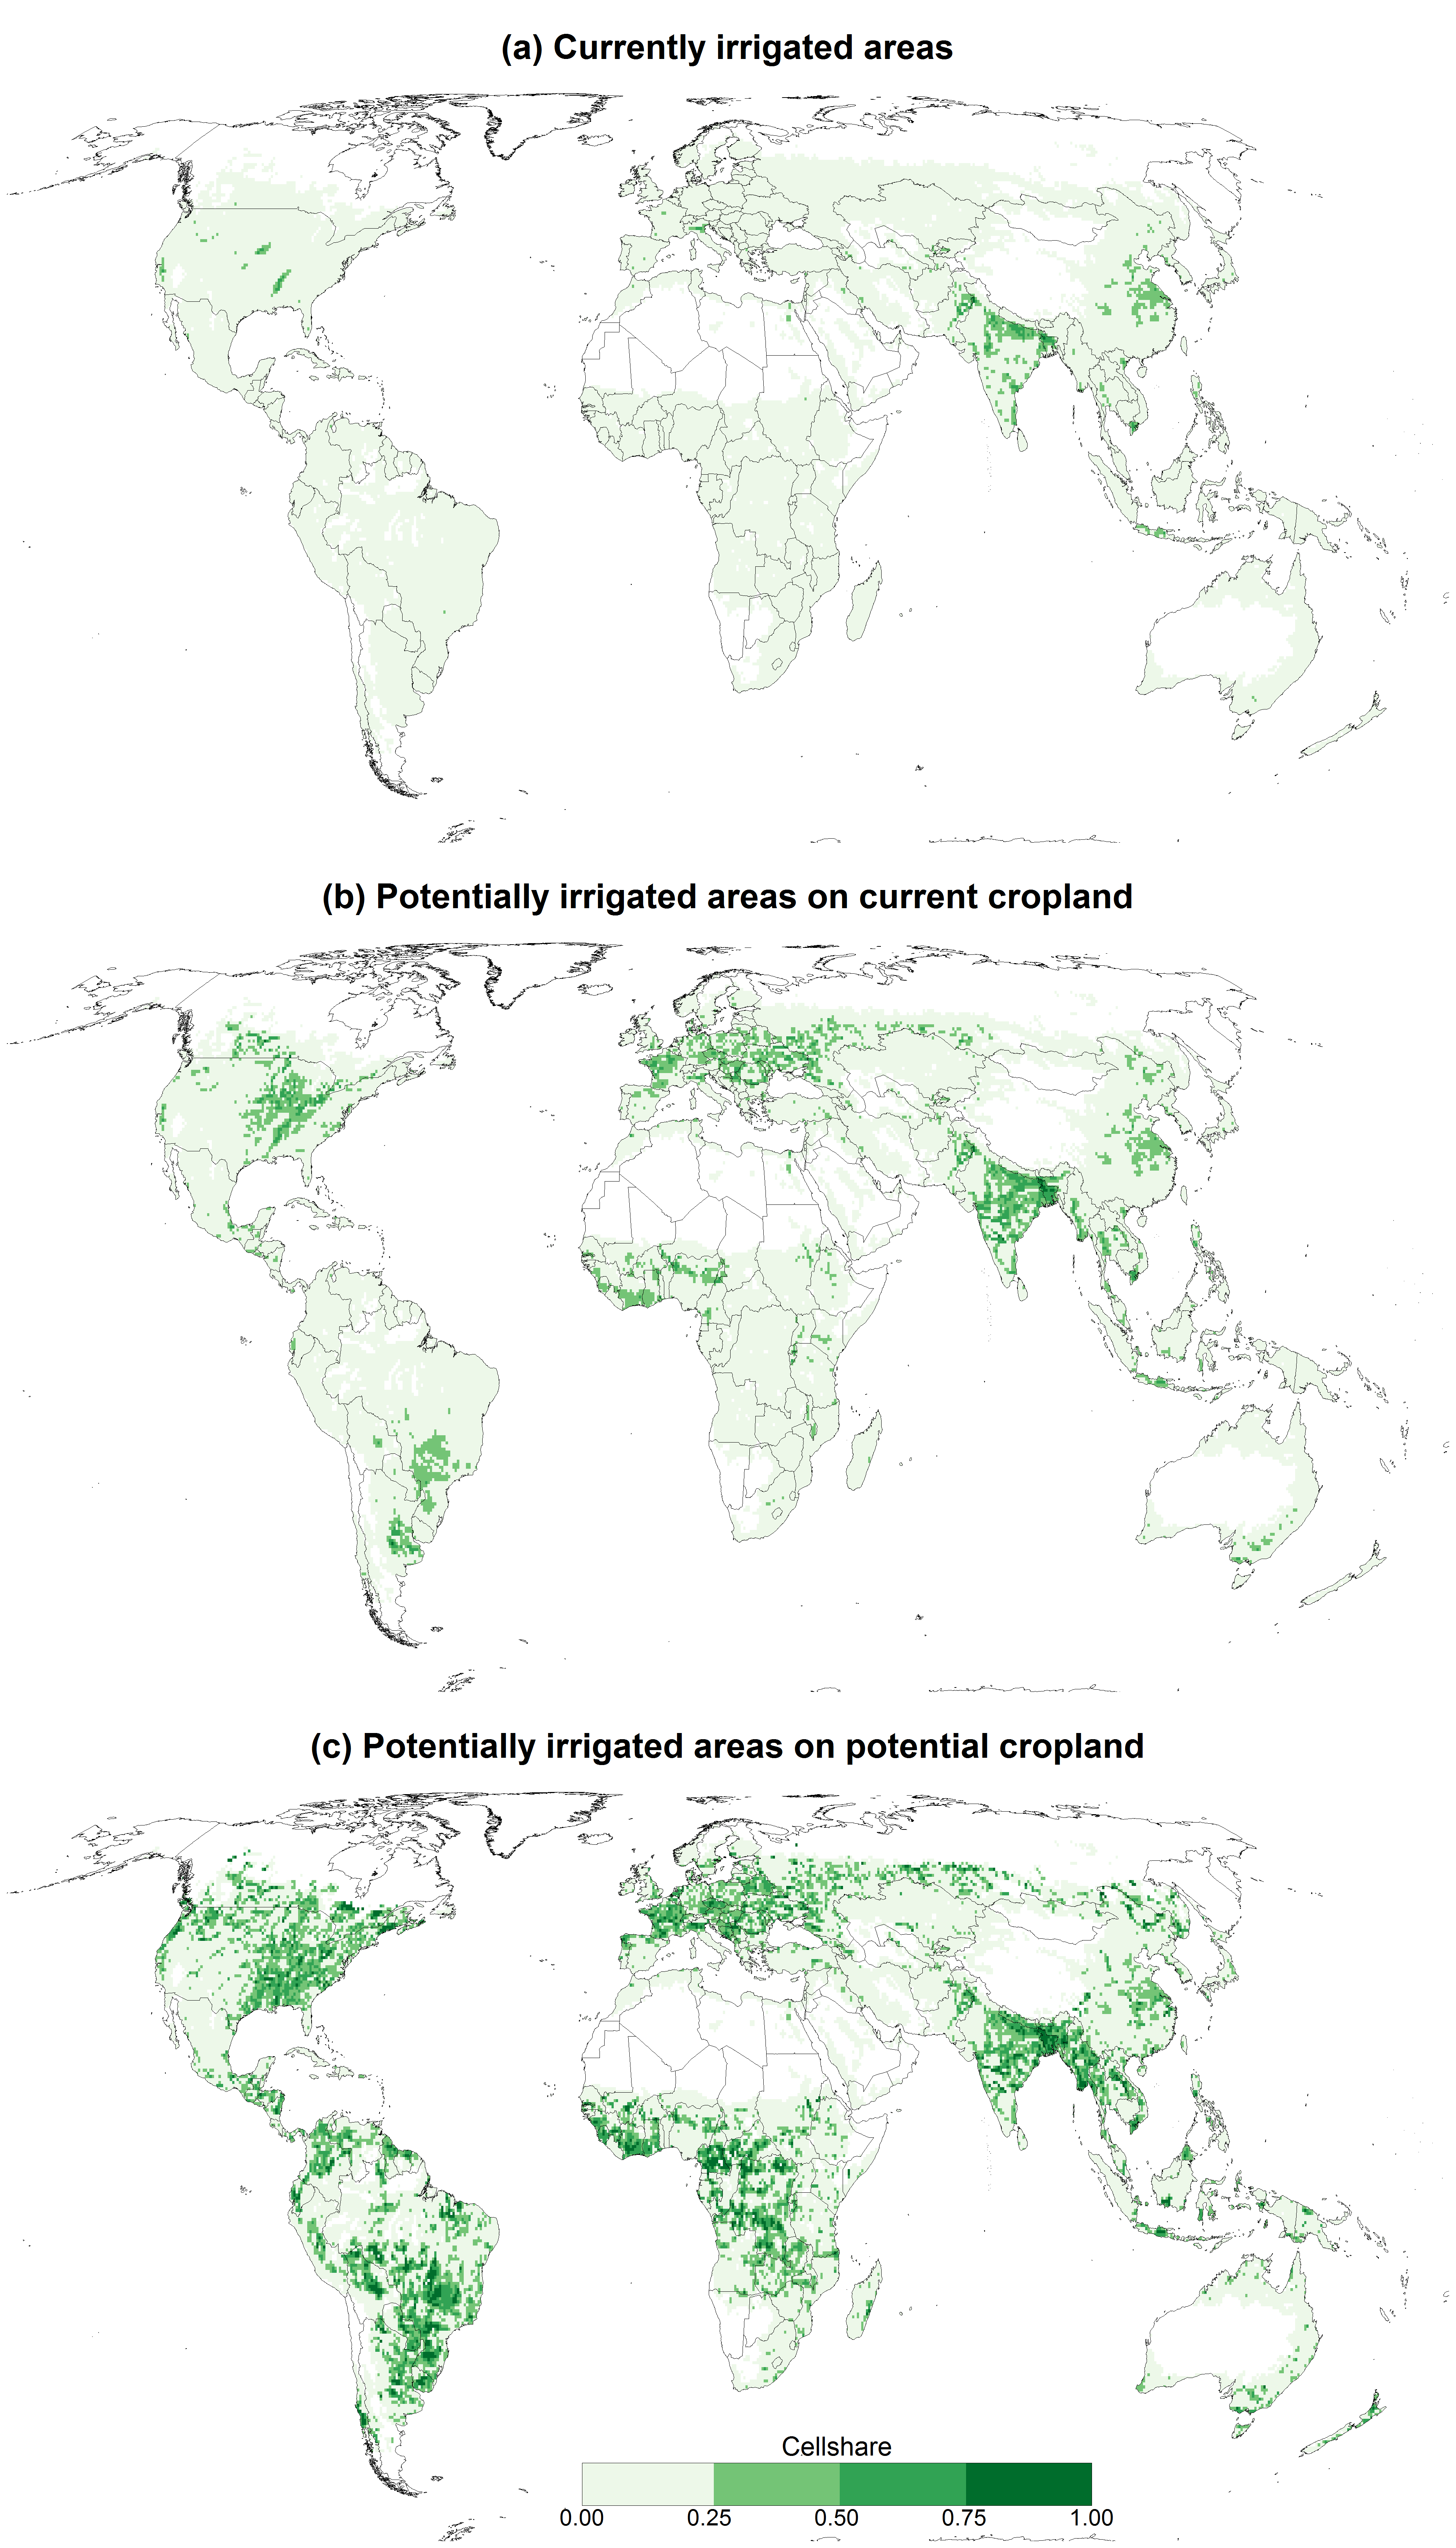 (a) Currently irrigated areas
(b) Potentially irrigated areas on current cropland
(c) Potentially irrigated areas on potential cropland
Cellshare
0.00 0.25 0.50 0.75 1.00